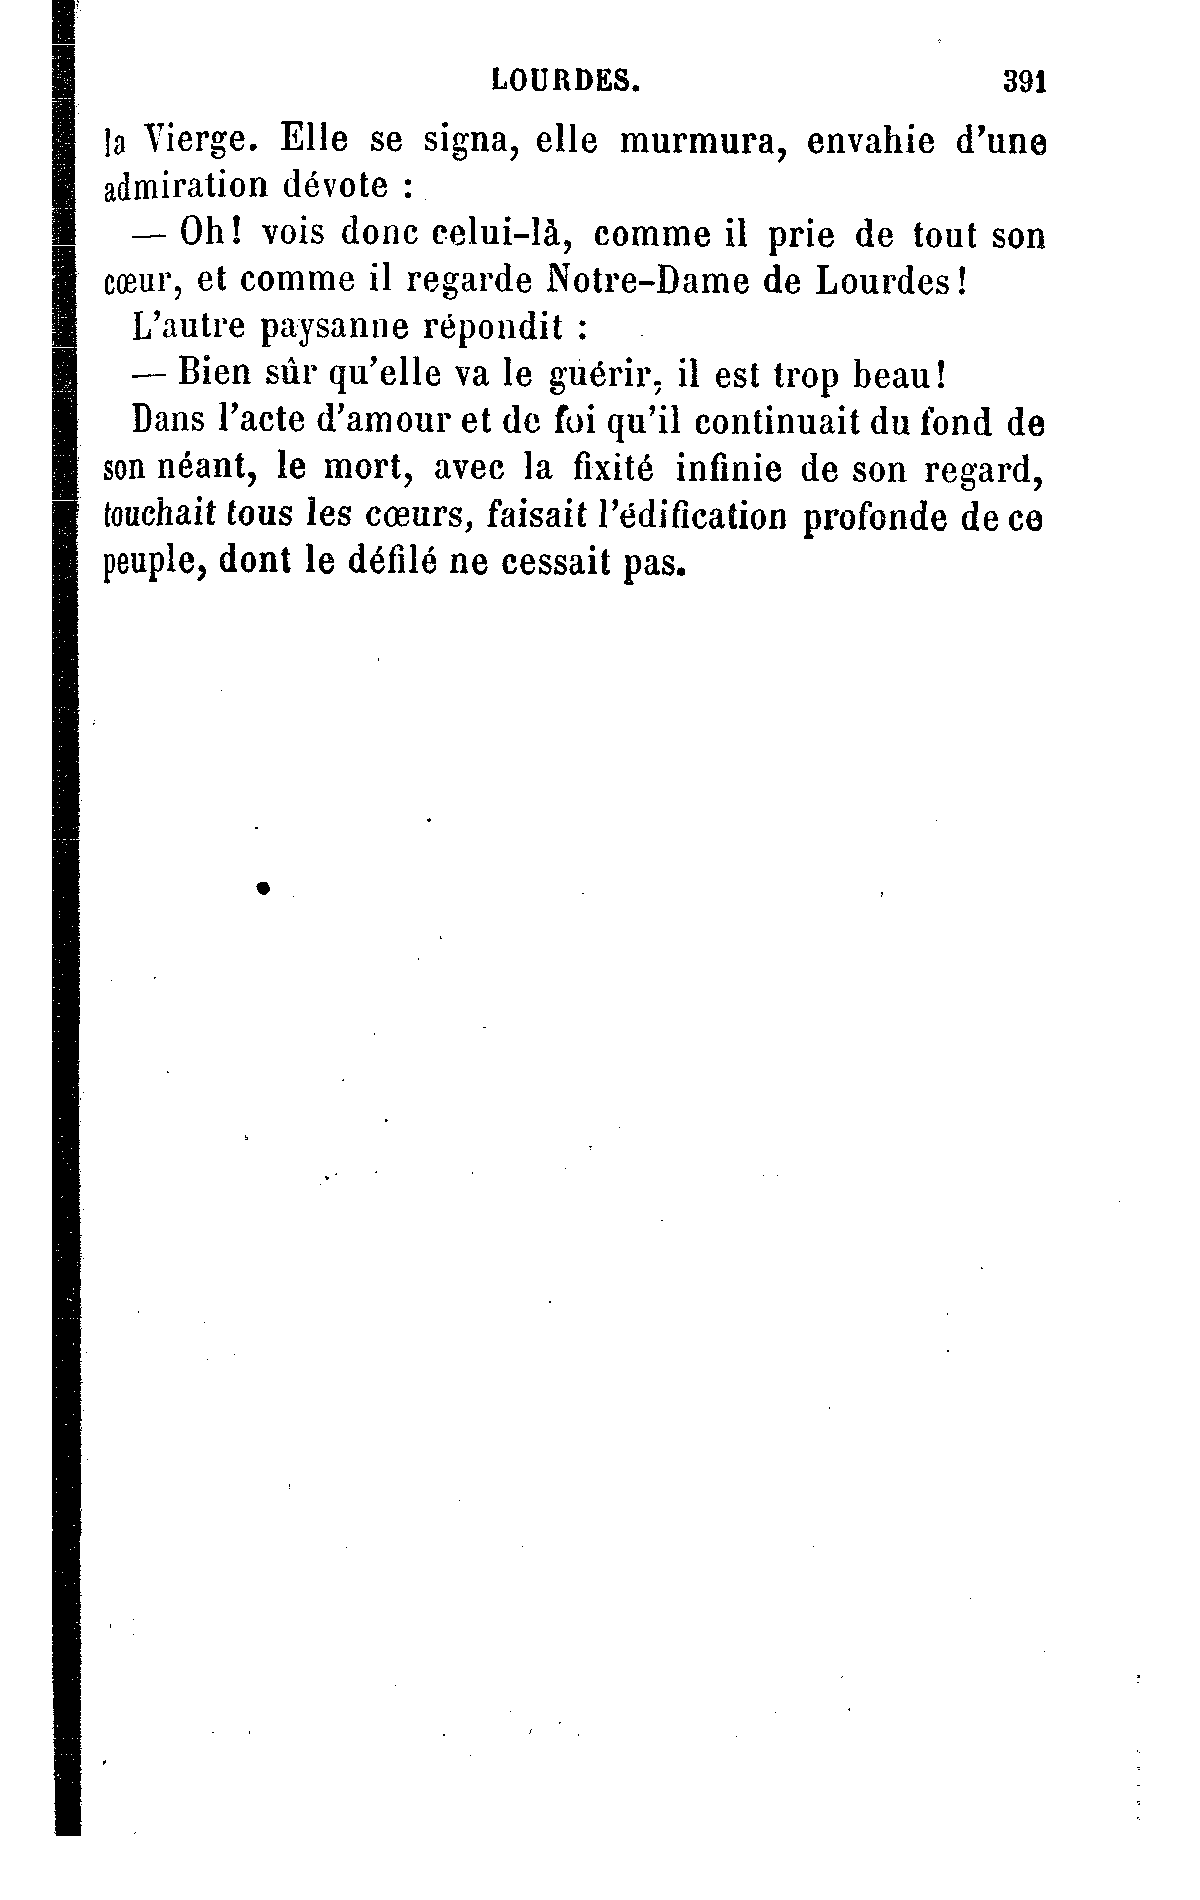 LOURDES. 391
la Vierge. Elle se signa, elle murmura, envahie d'une
admiration dévote :
— Oh! vois donc celui-là, comme il prie de tout son
cœur, et comme il regarde Notre-Dame de Lourdes!
L'autre paysanne répondit :
— Bien sûr qu'elle va le guérir, il est trop beau!
Dans l'acte d'amour et de foi qu'il continuait du fond de
son néant, le mort, avec la fixité infinie de son regard,
touchait tous les cœurs, faisait l'édification profonde de ce
peuple, dont le défilé ne cessait pas.